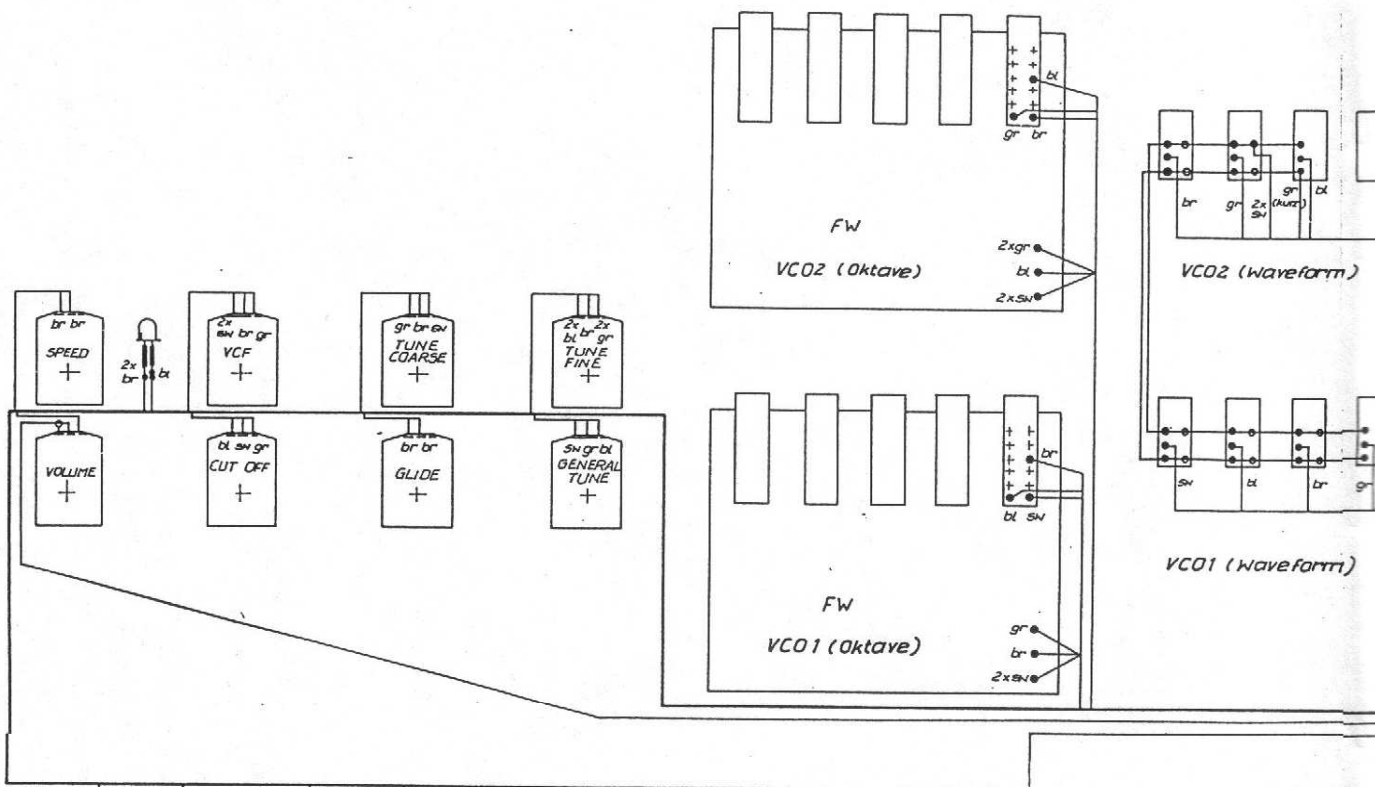 bl
gr br
FW
VCO2 (Oktave)
2xgr
bl
2xsw
br
gr
2x
sw
gr
(kurz)
bl
VCO2 (Waveform)
br br
SPEED
2x
br
bl
2x
sw br gr
VCF
gr br sw
TUNE
COARSE
2x br 2x
bl gr
TUNE
FINE
VOLUME
bl sw gr
CUT OFF
br br
GLIDE
sw gr bl
GENERAL
TUNE
br
bl sw
FW
VCO1 (Oktave)
gr
br
2xsw
sw
bl
br
gr
VCO1 (Waveform)